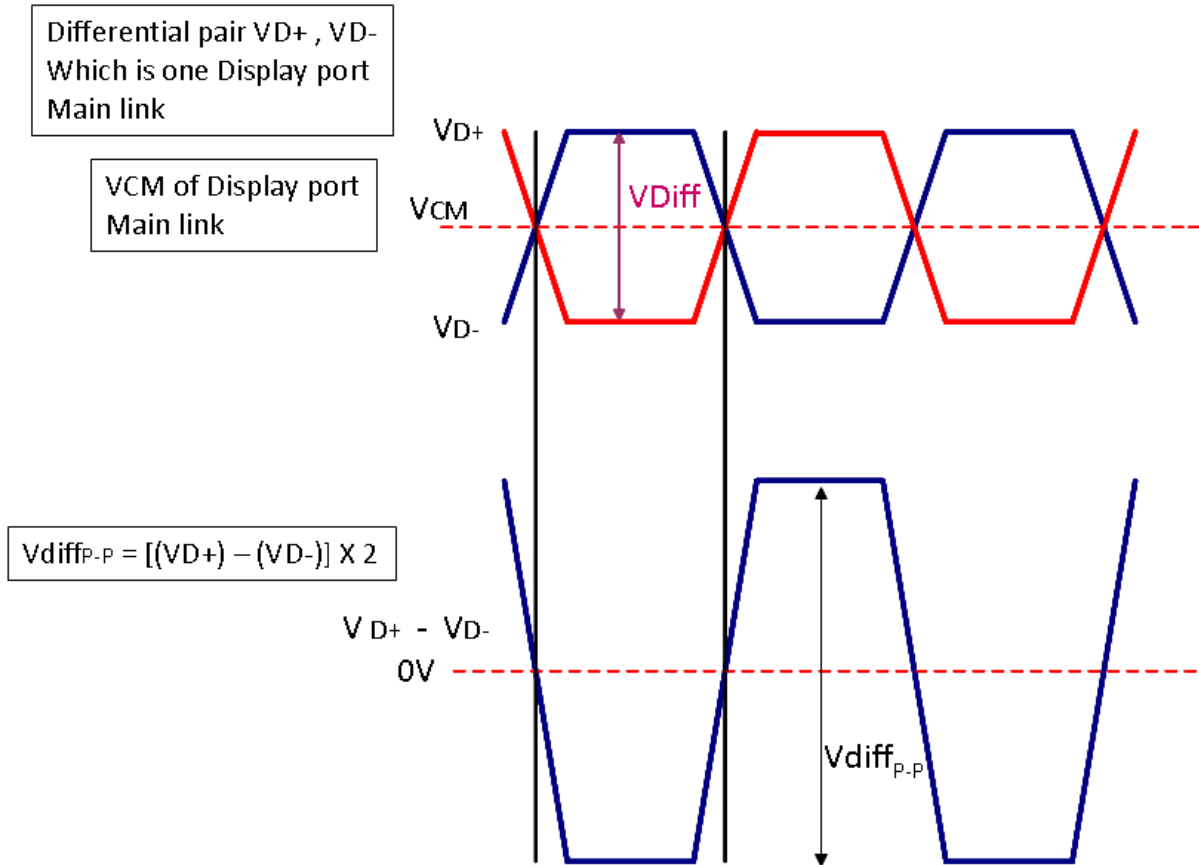 Differential pair VD+ , VD-
Which is one Display port
Main link
VCM of Display port
Main link
VD+
VDiff
VCM
VD-
VdiffP-P = [(VD+) – (VD-)] X 2
V D+ - VD-
0V
VdiffP-P